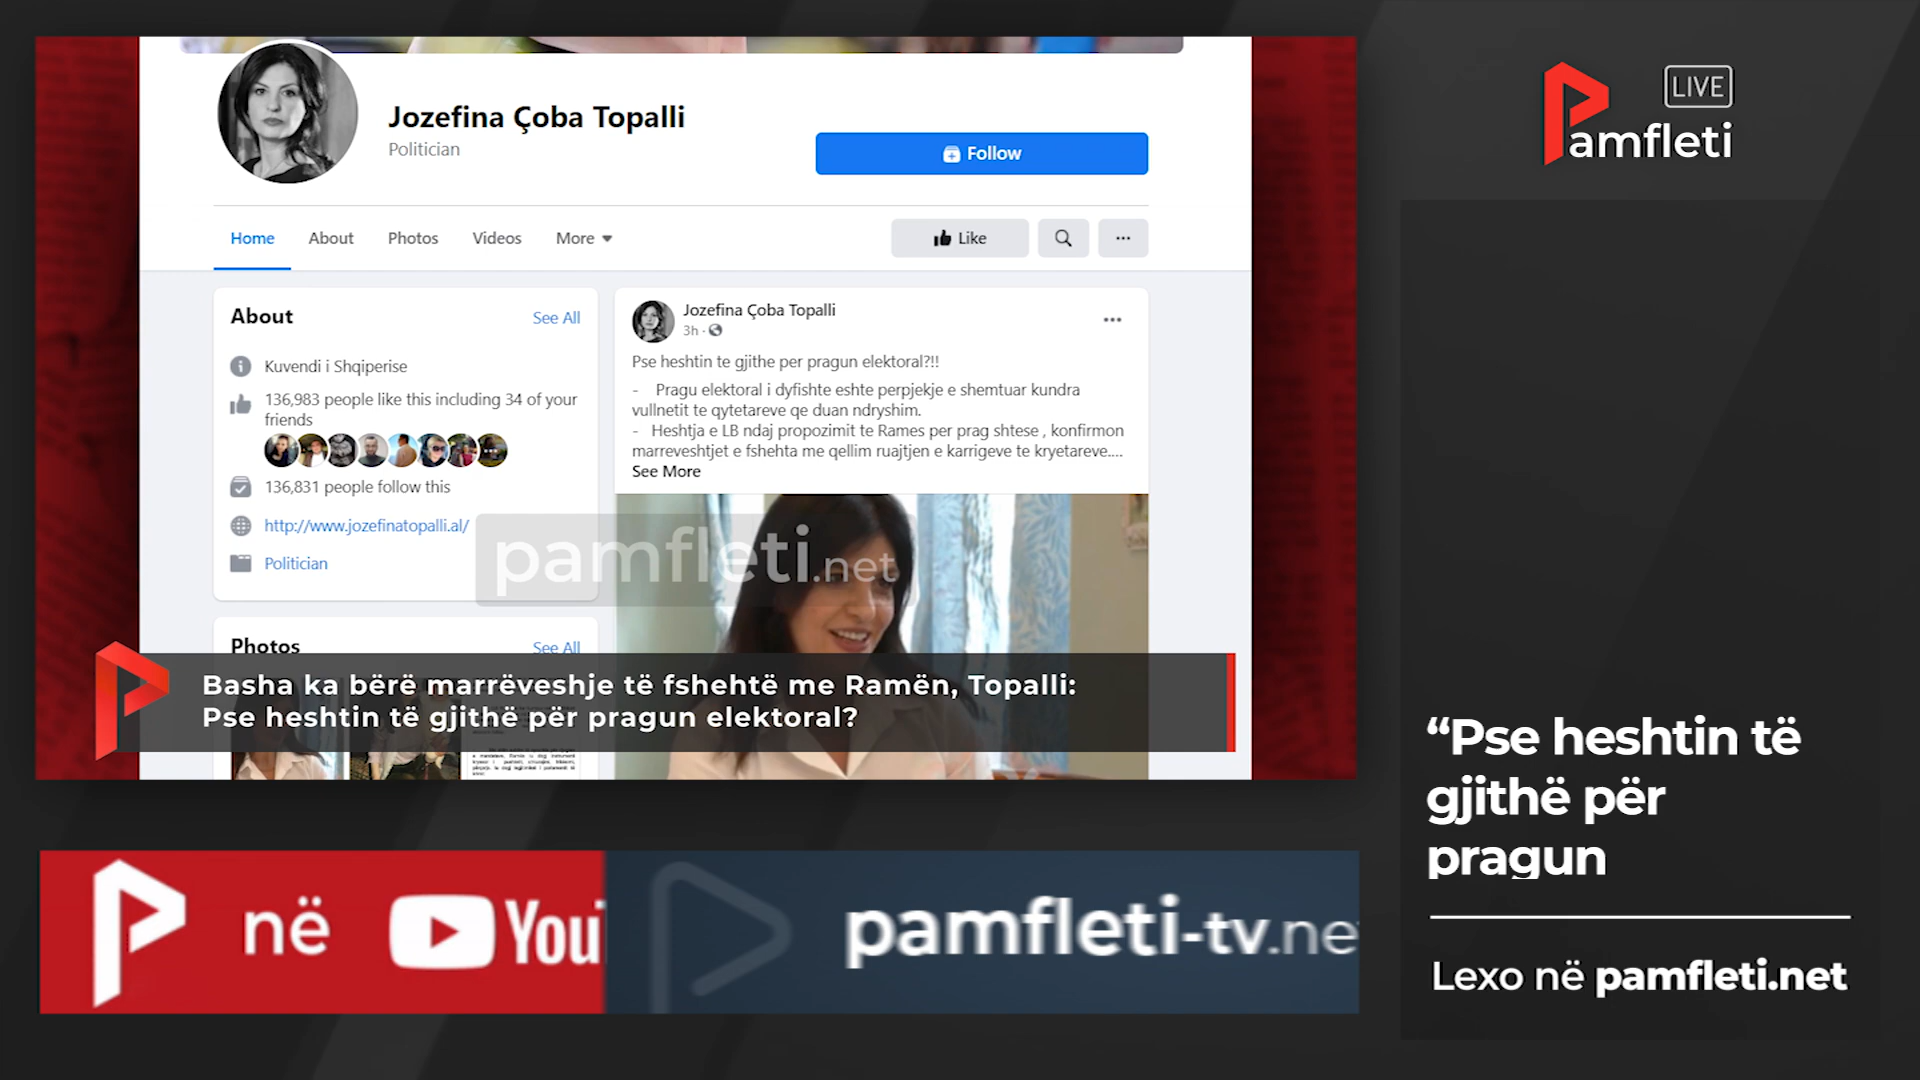 Jozefina Çoba Topalli
Politician
Follow
Home
About
Photos
Videos
More
Like
About
See All
Kuvendi i Shqiperise
136,983 people like this including 34 of your
friends
136,831 people follow this
http://www.jozefinatopalli.al/
Politician
Photos
See All
Jozefina Çoba Topalli
3h ·
Pse heshtin te gjithe per pragun elektoral?!!
- Pragu elektoral i dyfishte eshte perpjekje e shemtuar kundra
vullnetit te qytetareve qe duan ndryshim.
- Heshtja e LB ndaj propozimit te Rames per prag shtese , konfirmon
marreveshtjet e fshehta me qellim ruajtjen e karrigeve te kryetareve....
See More
pamfleti.net
Basha ka bërë marrëveshje të fshehtë me Ramën, Topalli:
Pse heshtin të gjithë për pragun elektoral?
LIVE
Pamfleti
“Pse heshtin të
gjithë për
pragun
Lexo në pamfleti.net
P në You
pamfleti-tv.ne